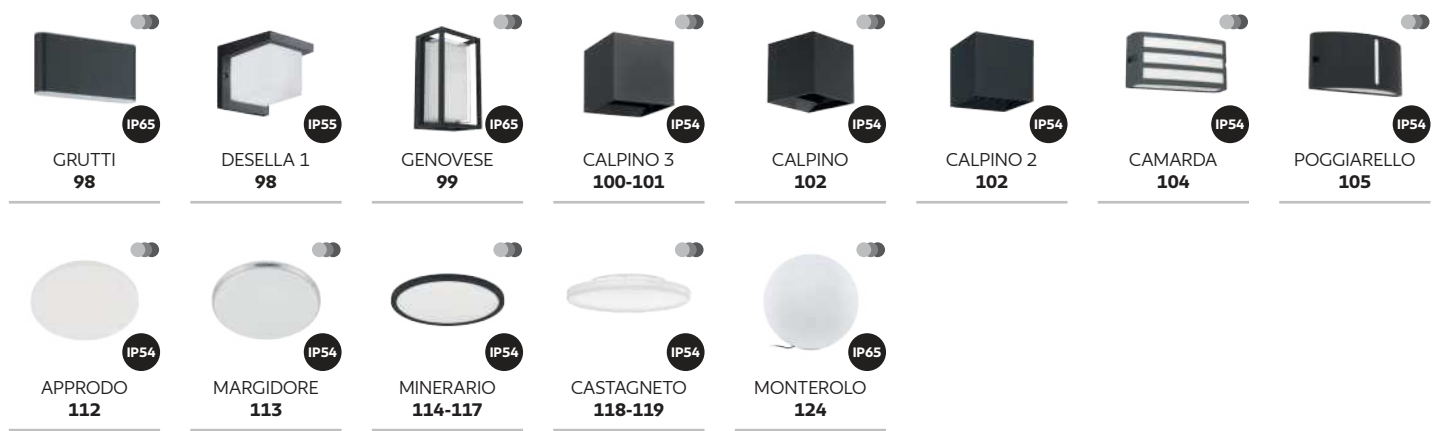 IP65
GRUTTI
98
IP55
DESELLA 1
98
IP65
GENOVESE
99
IP54
CALPINO 3
100-101
IP54
CALPINO
102
IP54
CALPINO 2
102
IP54
CAMARDA
104
IP54
POGGIARELLO
105
IP54
APPRODO
112
IP54
MARGIDORE
113
IP54
MINERARIO
114-117
IP54
CASTAGNETO
118-119
IP65
MONTEROLO
124